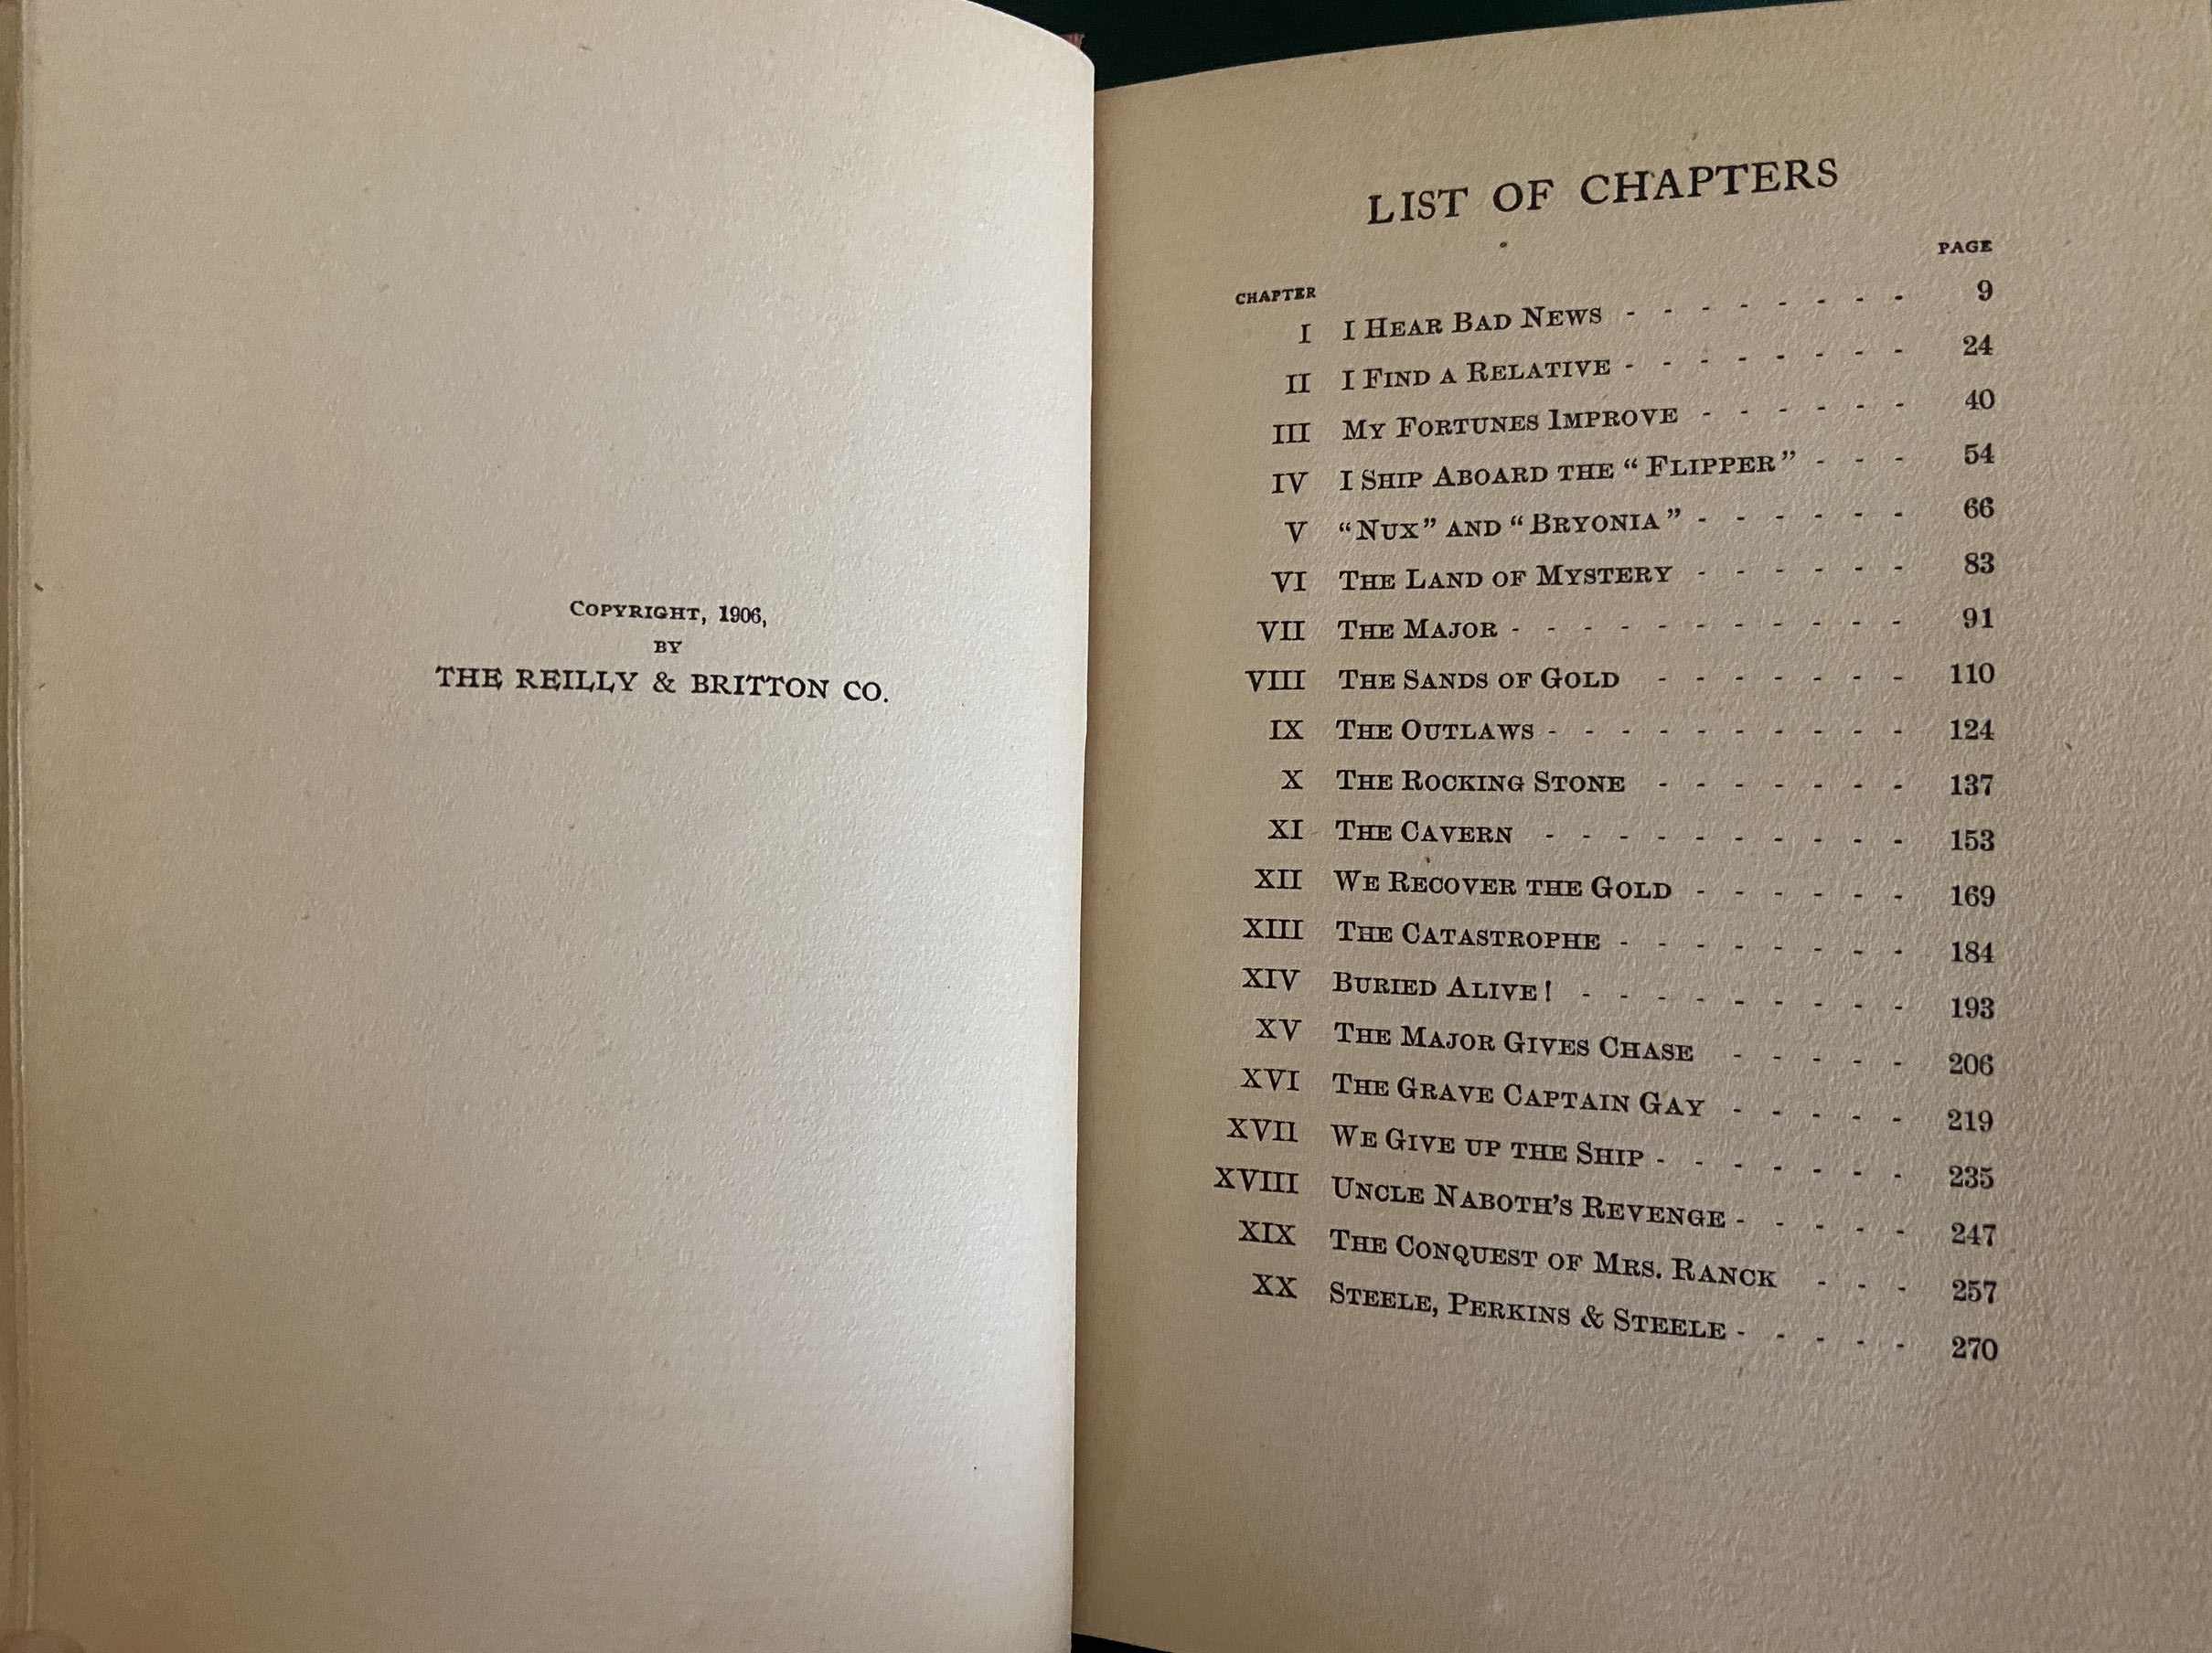 COPYRIGHT, 1906,
BY
THE REILLY & BRITTON CO.
LIST OF CHAPTERS
CHAPTER PAGE
I I HEAR BAD NEWS - - - - - - - - 9
II I FIND A RELATIVE - - - - - - - - 24
III MY FORTUNES IMPROVE - - - - - - 40
IV I SHIP ABOARD THE "FLIPPER" - - - 54
V "NUX" AND "BRYONIA" - - - - - - 66
VI THE LAND OF MYSTERY - - - - - - 83
VII THE MAJOR - - - - - - - - - - - 91
VIII THE SANDS OF GOLD - - - - - - - 110
IX THE OUTLAWS - - - - - - - - - - 124
X THE ROCKING STONE - - - - - - - 137
XI THE CAVERN - - - - - - - - - - 153
XII WE RECOVER THE GOLD - - - - - - 169
XIII THE CATASTROPHE - - - - - - - - 184
XIV BURIED ALIVE! - - - - - - - - - 193
XV THE MAJOR GIVES CHASE - - - - - 206
XVI THE GRAVE CAPTAIN GAY - - - - - 219
XVII WE GIVE UP THE SHIP - - - - - - - 235
XVIII UNCLE NABOTH'S REVENGE - - - - - 247
XIX THE CONQUEST OF MRS. RANCK - - - 257
XX STEELE, PERKINS & STEELE - - - - - 270